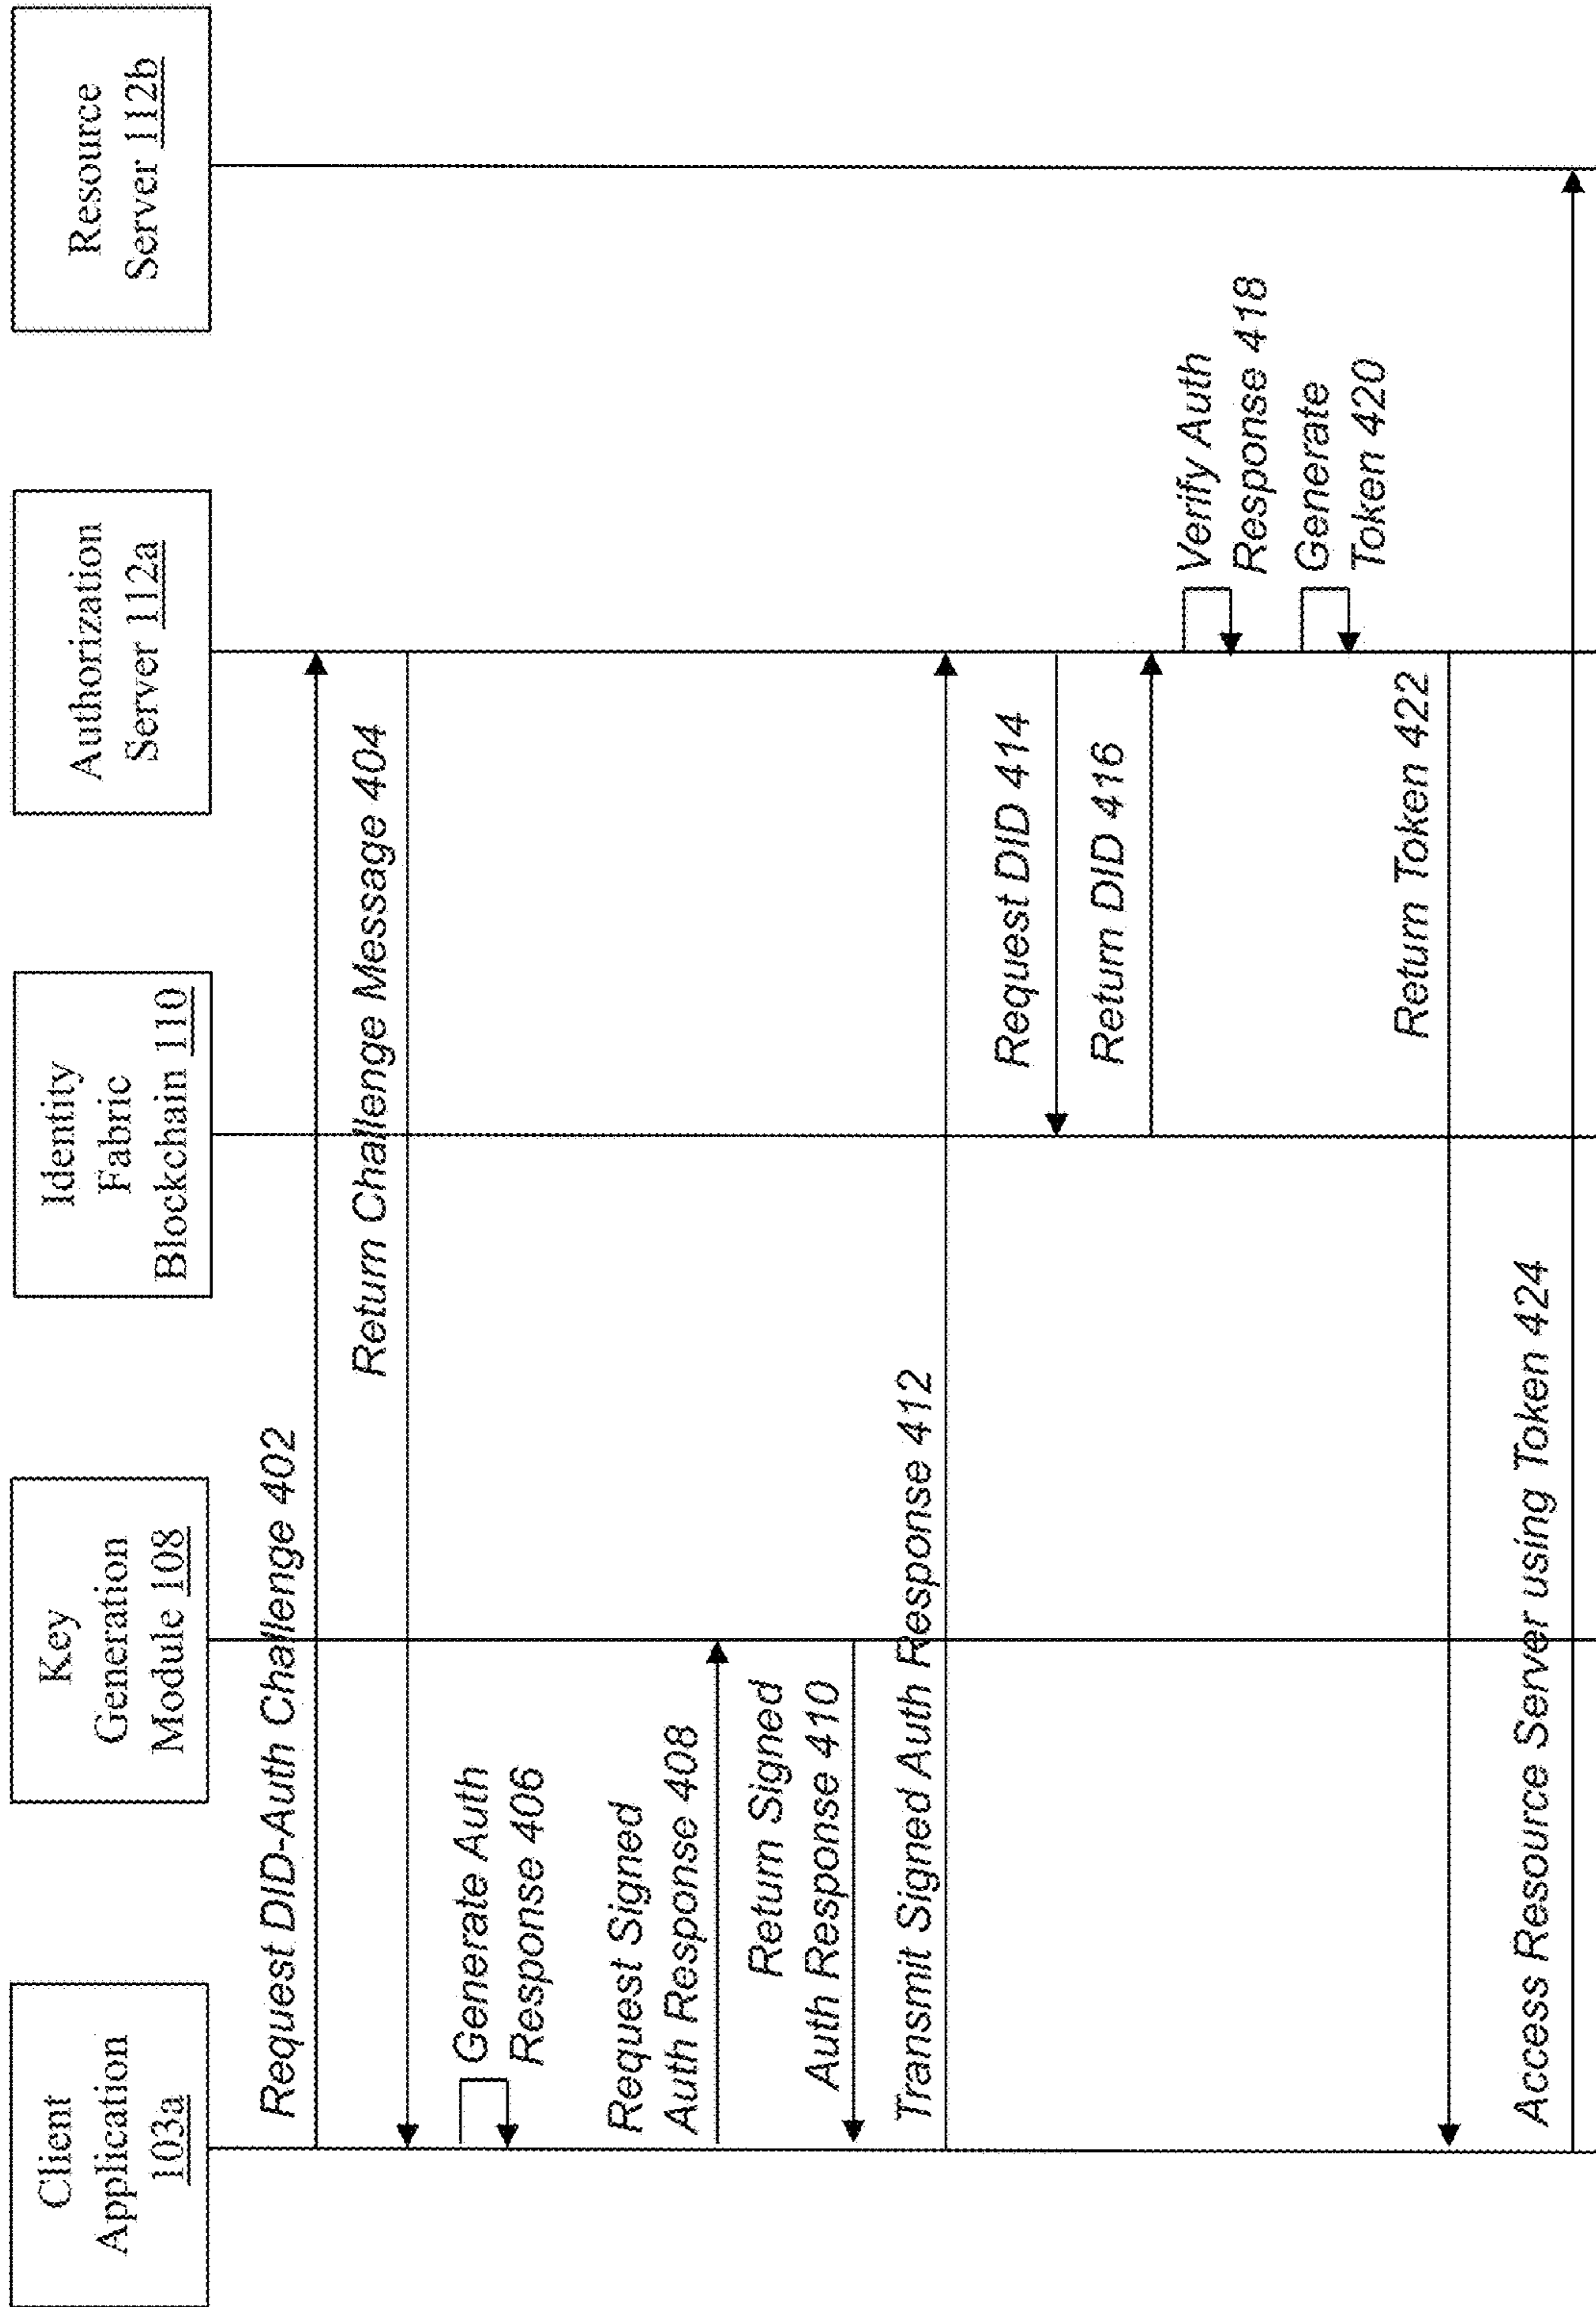 Client
Application
103a
Key
Generation
Module 108
Identity
Fabric
Blockchain 110
Authorization
Server 112a
Resource
Server 112b
Request DID-Auth Challenge 402
Return Challenge Message 404
Generate Auth
Response 406
Request Signed
Auth Response 408
Return Signed
Auth Response 410
Transmit Signed Auth Response 412
Request DID 414
Return DID 416
Verify Auth
Response 418
Generate
Token 420
Return Token 422
Access Resource Server using Token 424